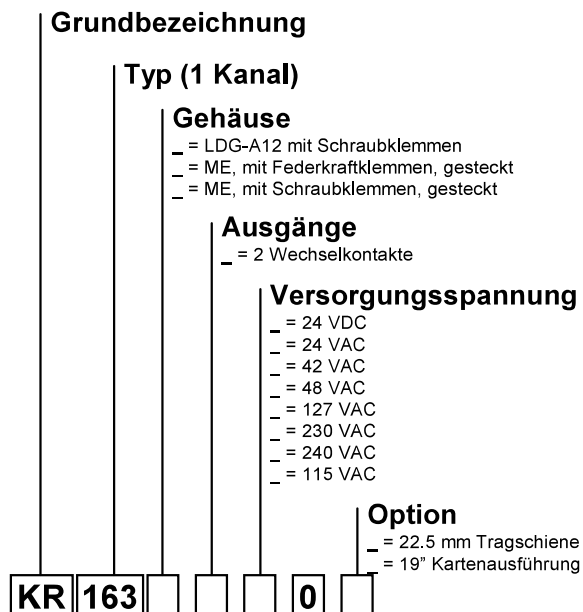 Grundbezeichnung
Typ (1 Kanal)
Gehäuse
_ = LDG-A12 mit Schraubklemmen
_ = ME, mit Federkraftklemmen, gesteckt
_ = ME, mit Schraubklemmen, gesteckt
Ausgänge
_ = 2 Wechselkontakte
Versorgungsspannung
_ = 24 VDC
_ = 24 VAC
_ = 42 VAC
_ = 48 VAC
_ = 127 VAC
_ = 230 VAC
_ = 240 VAC
_ = 115 VAC
Option
_ = 22.5 mm Tragschiene
_ = 19" Kartenausführung
KR 163 0